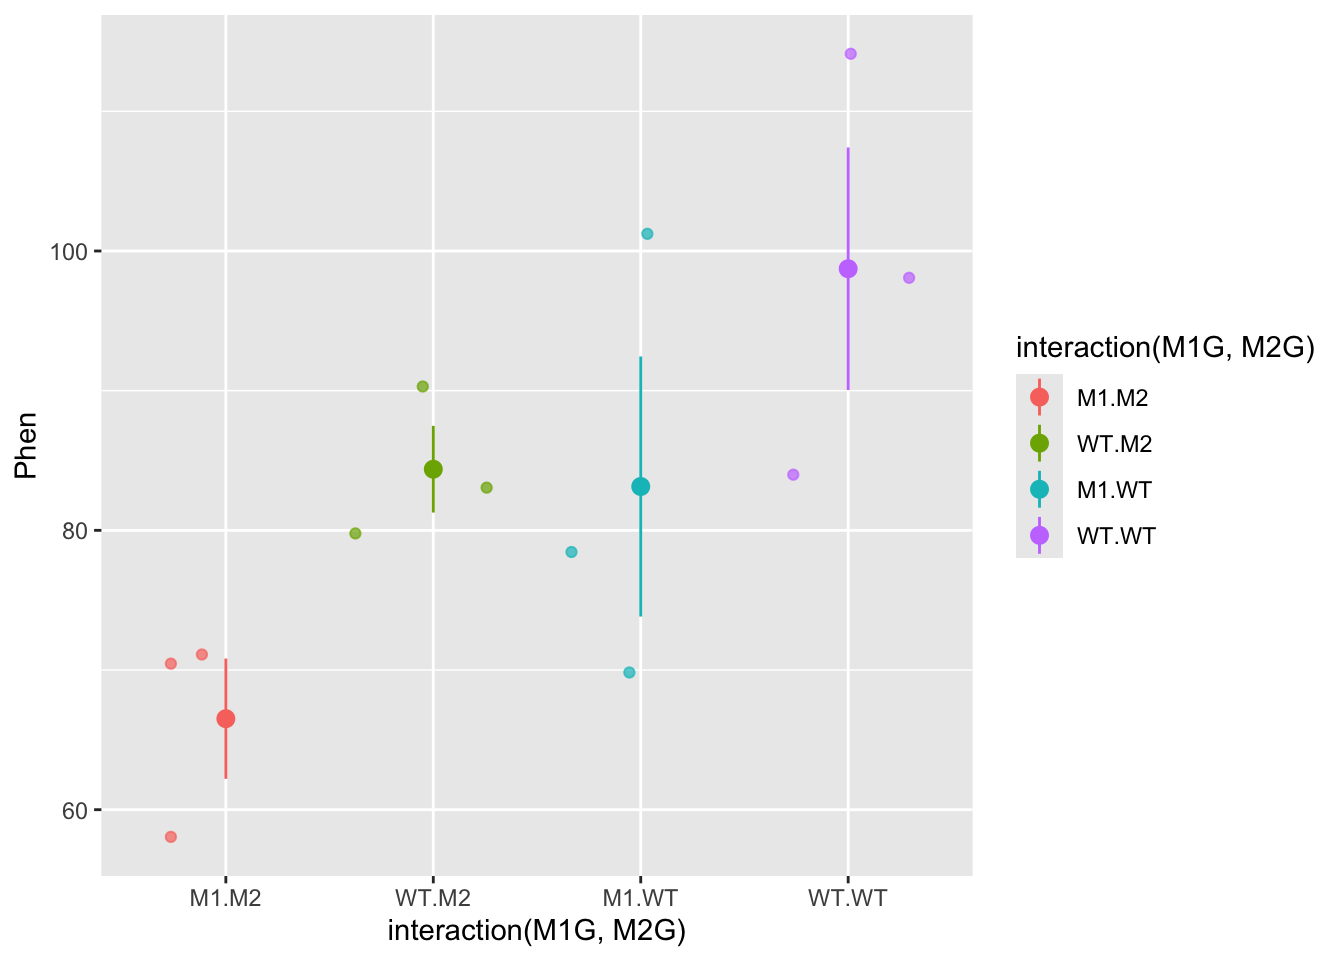 Phen
100
80
60
M1.M2 WT.M2 M1.WT WT.WT
interaction(M1G, M2G)
interaction(M1G, M2G)
M1.M2
WT.M2
M1.WT
WT.WT